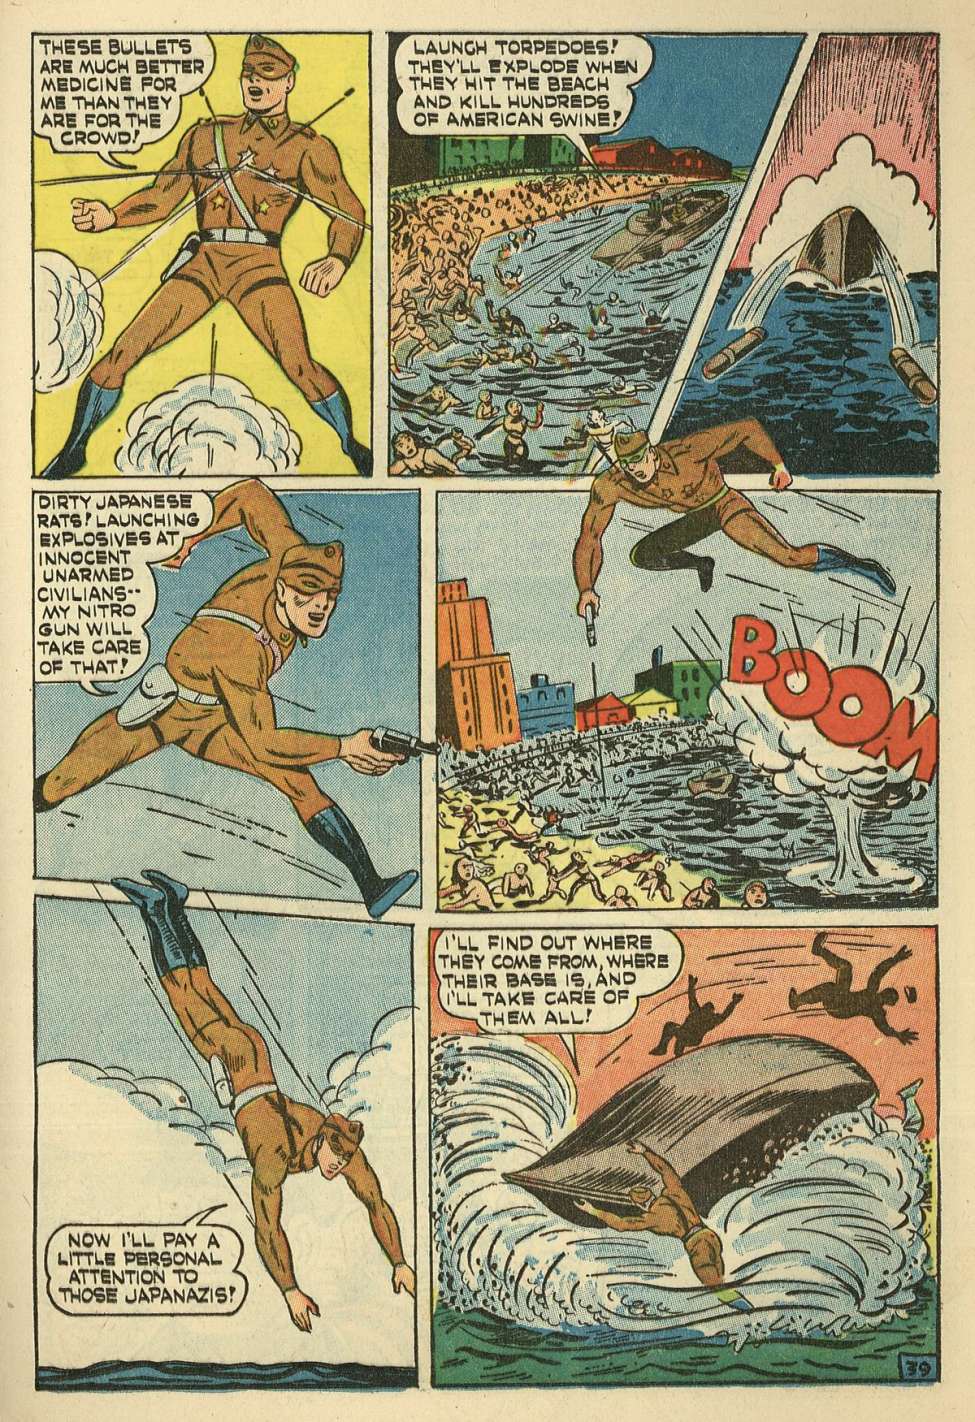 THESE BULLETS
ARE MUCH BETTER
MEDICINE FOR
ME THAN THEY
ARE FOR THE
CROWD!
LAUNCH TORPEDOES!
THEY'LL EXPLODE WHEN
THEY HIT THE BEACH
AND KILL HUNDREDS
OF AMERICAN SWINE!
DIRTY JAPANESE
RATS! LAUNCHING
EXPLOSIVES AT
INNOCENT
UNARMED
CIVILIANS--
MY NITRO
GUN WILL
TAKE CARE
OF THAT!
BOOM
NOW I'LL PAY A
LITTLE PERSONAL
ATTENTION TO
THOSE JAPANAZIS!
I'LL FIND OUT WHERE
THEY COME FROM, WHERE
THEIR BASE IS, AND
I'LL TAKE CARE OF
THEM ALL!
39